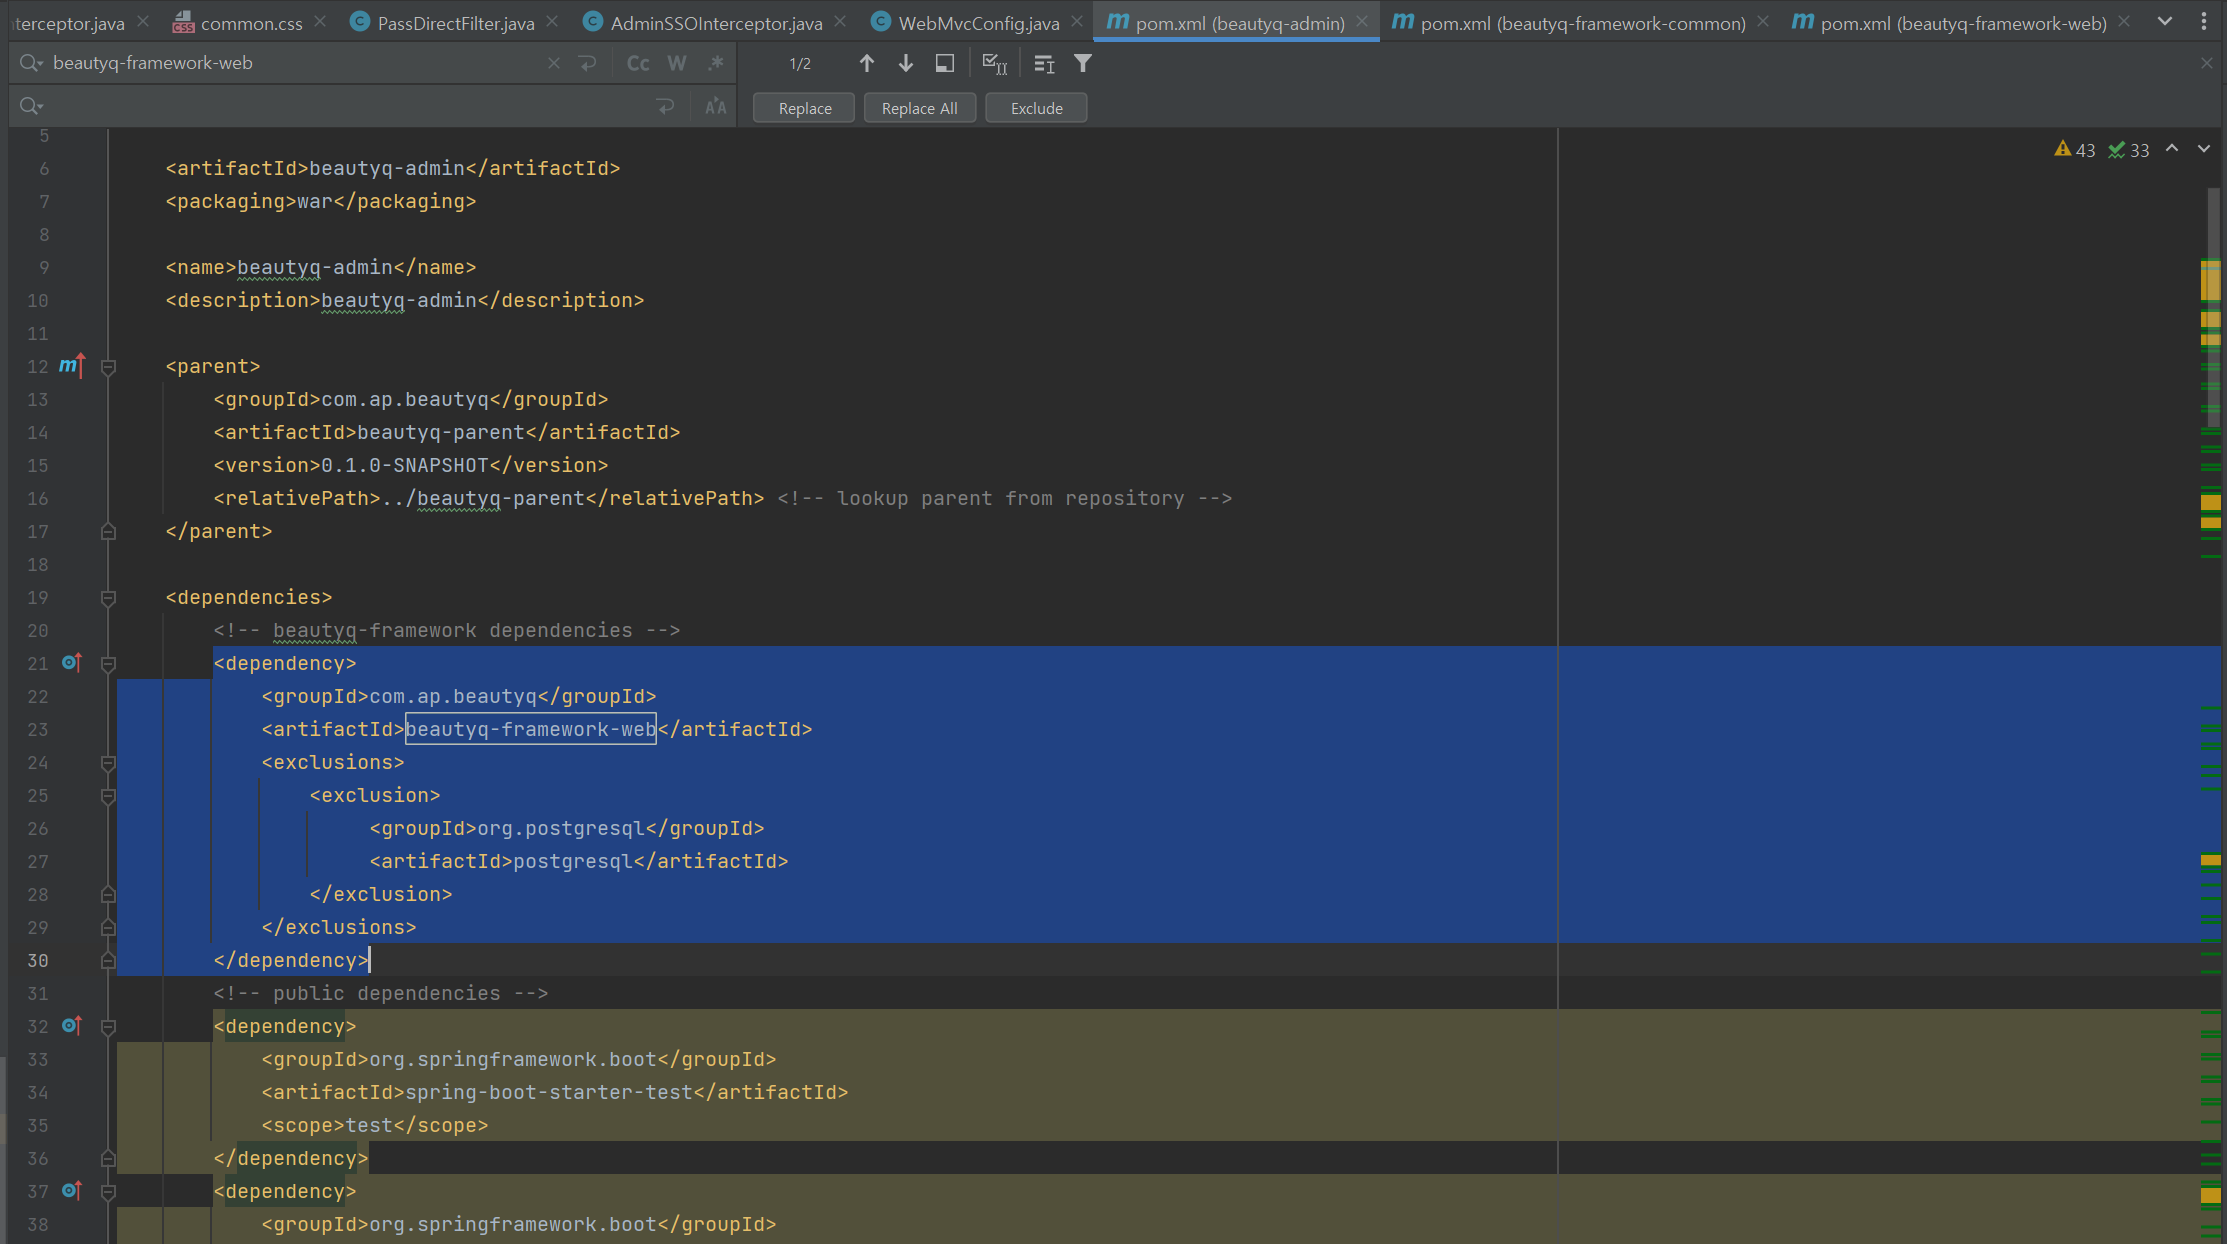 nterceptor.java common.css PassDirectFilter.java AdminSSOInterceptor.java WebMvcConfig.java pom.xml (beautyq-admin) pom.xml (beautyq-framework-common) pom.xml (beautyq-framework-web)
beautyq-framework-web Cc W .* 1/2
Replace Replace All Exclude
43 33
5
6 <artifactId>beautyq-admin</artifactId>
7 <packaging>war</packaging>
8
9 <name>beautyq-admin</name>
10 <description>beautyq-admin</description>
11
12 <parent>
13 <groupId>com.ap.beautyq</groupId>
14 <artifactId>beautyq-parent</artifactId>
15 <version>0.1.0-SNAPSHOT</version>
16 <relativePath>../beautyq-parent</relativePath> <!-- lookup parent from repository -->
17 </parent>
18
19 <dependencies>
20 <!-- beautyq-framework dependencies -->
21 <dependency>
22 <groupId>com.ap.beautyq</groupId>
23 <artifactId>beautyq-framework-web</artifactId>
24 <exclusions>
25 <exclusion>
26 <groupId>org.postgresql</groupId>
27 <artifactId>postgresql</artifactId>
28 </exclusion>
29 </exclusions>
30 </dependency>
31 <!-- public dependencies -->
32 <dependency>
33 <groupId>org.springframework.boot</groupId>
34 <artifactId>spring-boot-starter-test</artifactId>
35 <scope>test</scope>
36 </dependency>
37 <dependency>
38 <groupId>org.springframework.boot</groupId>